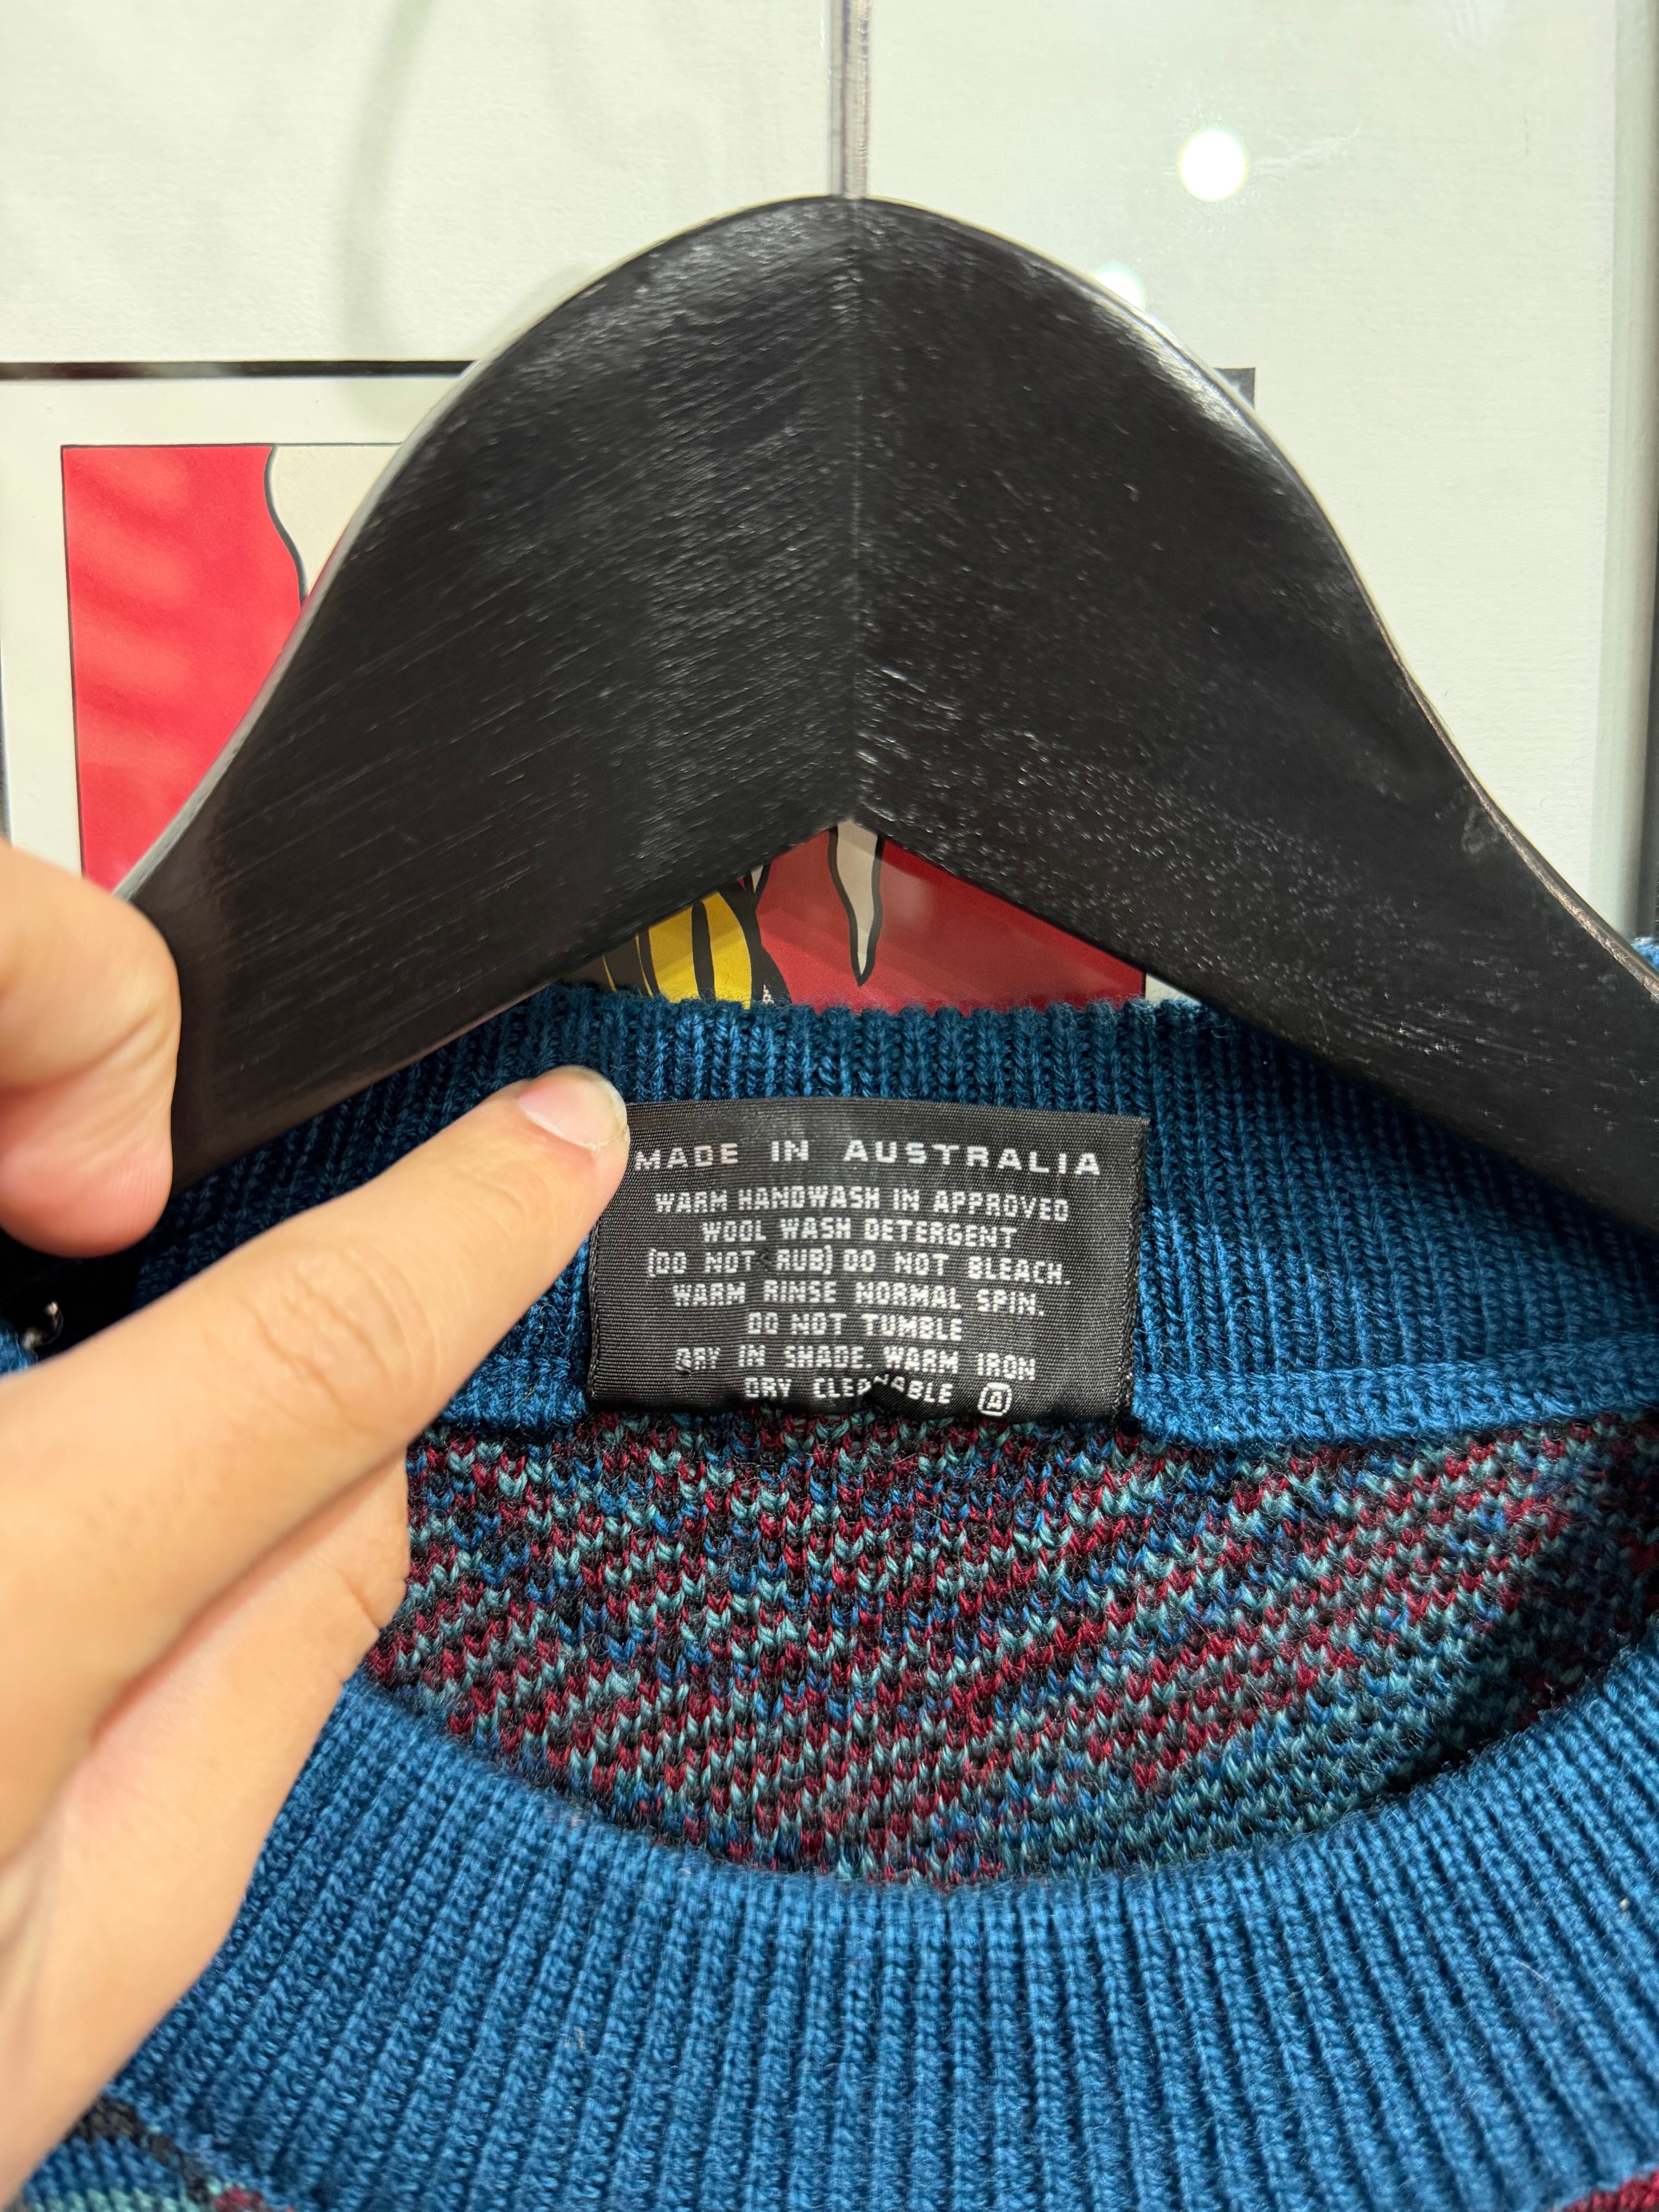 MADE IN AUSTRALIA
WARM HANDWASH IN APPROVED
WOOL WASH DETERGENT
(DO NOT RUB) DO NOT BLEACH.
WARM RINSE NORMAL SPIN.
DO NOT TUMBLE
DRY IN SHADE. WARM IRON
DRY CLEANABLE A